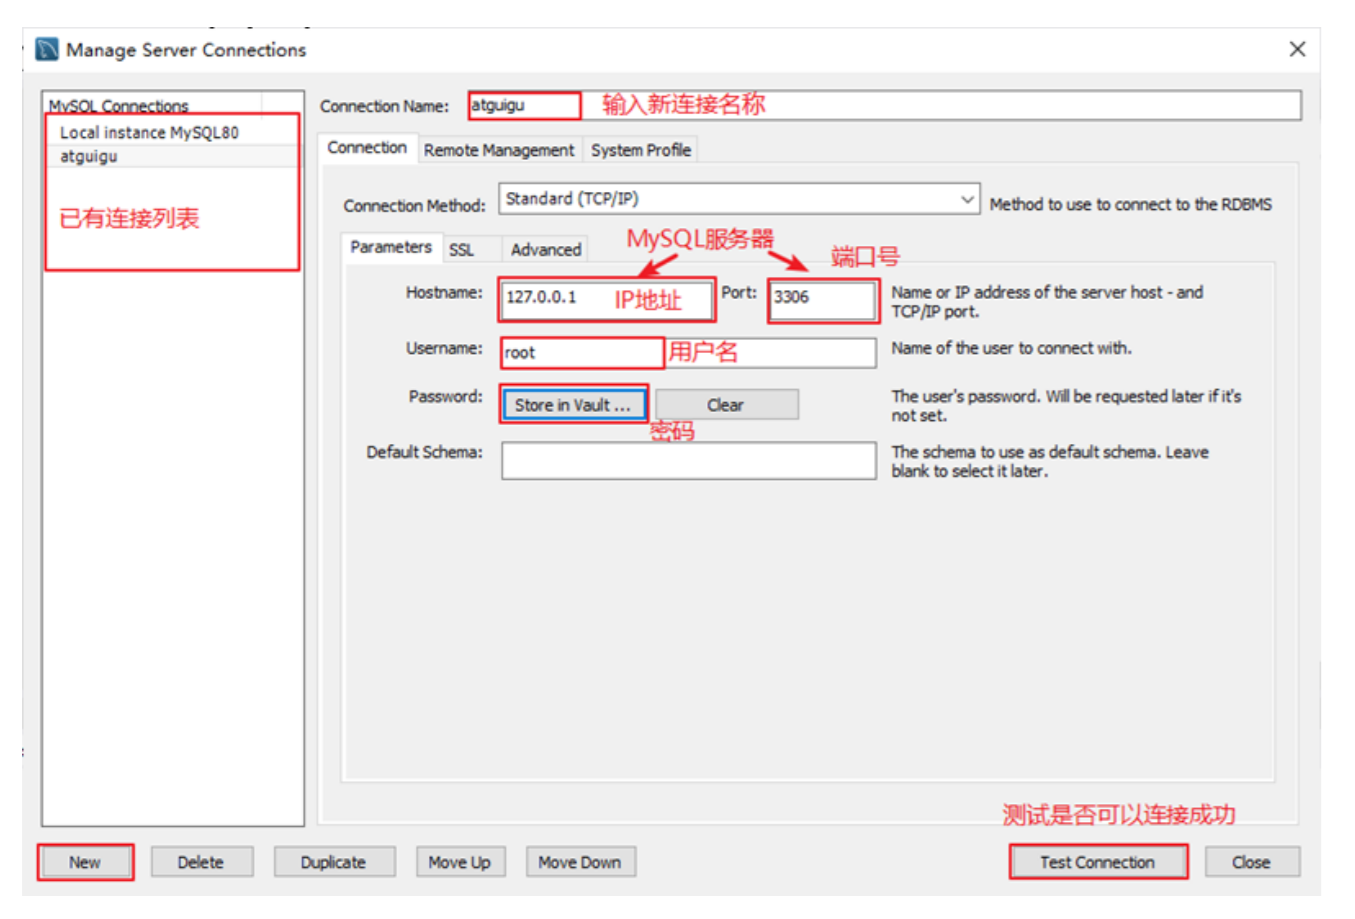 Manage Server Connections
MySQL Connections
Local instance MySQL80
atguigu
已有连接列表
Connection Name: atguigu 输入新连接名称
Connection Remote Management System Profile
Connection Method: Standard (TCP/IP) Method to use to connect to the RDBMS
Parameters SSL Advanced MySQL服务器 端口号
Hostname: 127.0.0.1 IP地址 Port: 3306 Name or IP address of the server host - and
TCP/IP port.
Username: root 用户名 Name of the user to connect with.
Password: Store in Vault ... Clear The user's password. Will be requested later if it's
not set.
密码
Default Schema: The schema to use as default schema. Leave
blank to select it later.
测试是否可以连接成功
New Delete Duplicate Move Up Move Down Test Connection Close